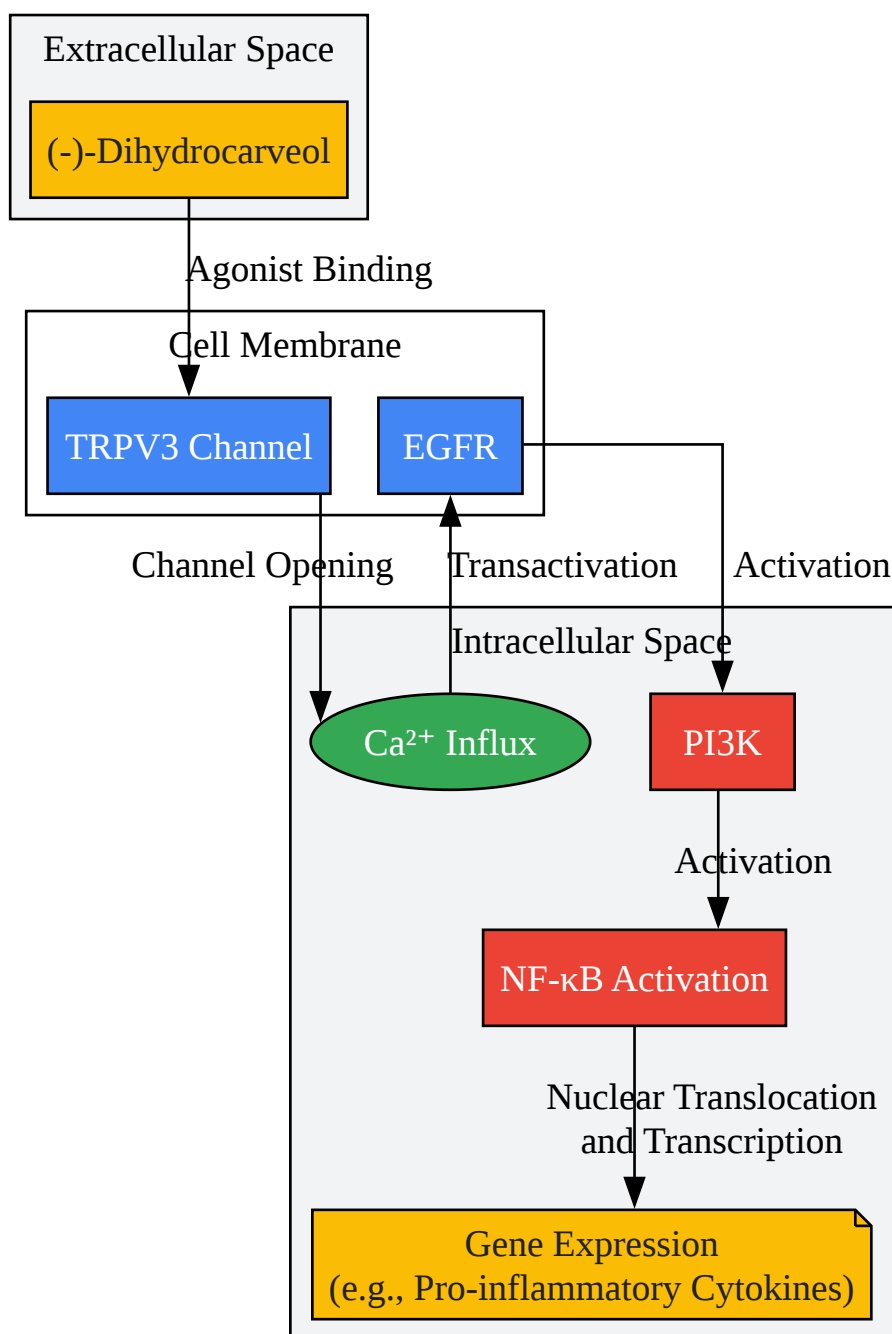 Extracellular Space
(-)-Dihydrocarveol
Agonist Binding
Cell Membrane
TRPV3 Channel
EGFR
Channel Opening
Transactivation
Activation
Intracellular Space
Ca²⁺ Influx
PI3K
Activation
NF-κB Activation
Nuclear Translocation
and Transcription
Gene Expression
(e.g., Pro-inflammatory Cytokines)